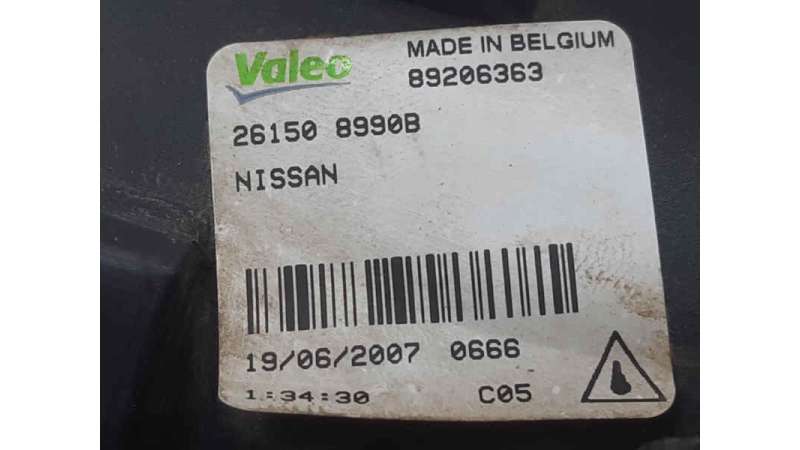 Valeo
MADE IN BELGIUM
89206363
26150 8990B
NISSAN
19/06/2007 0666
1:34:30 C05